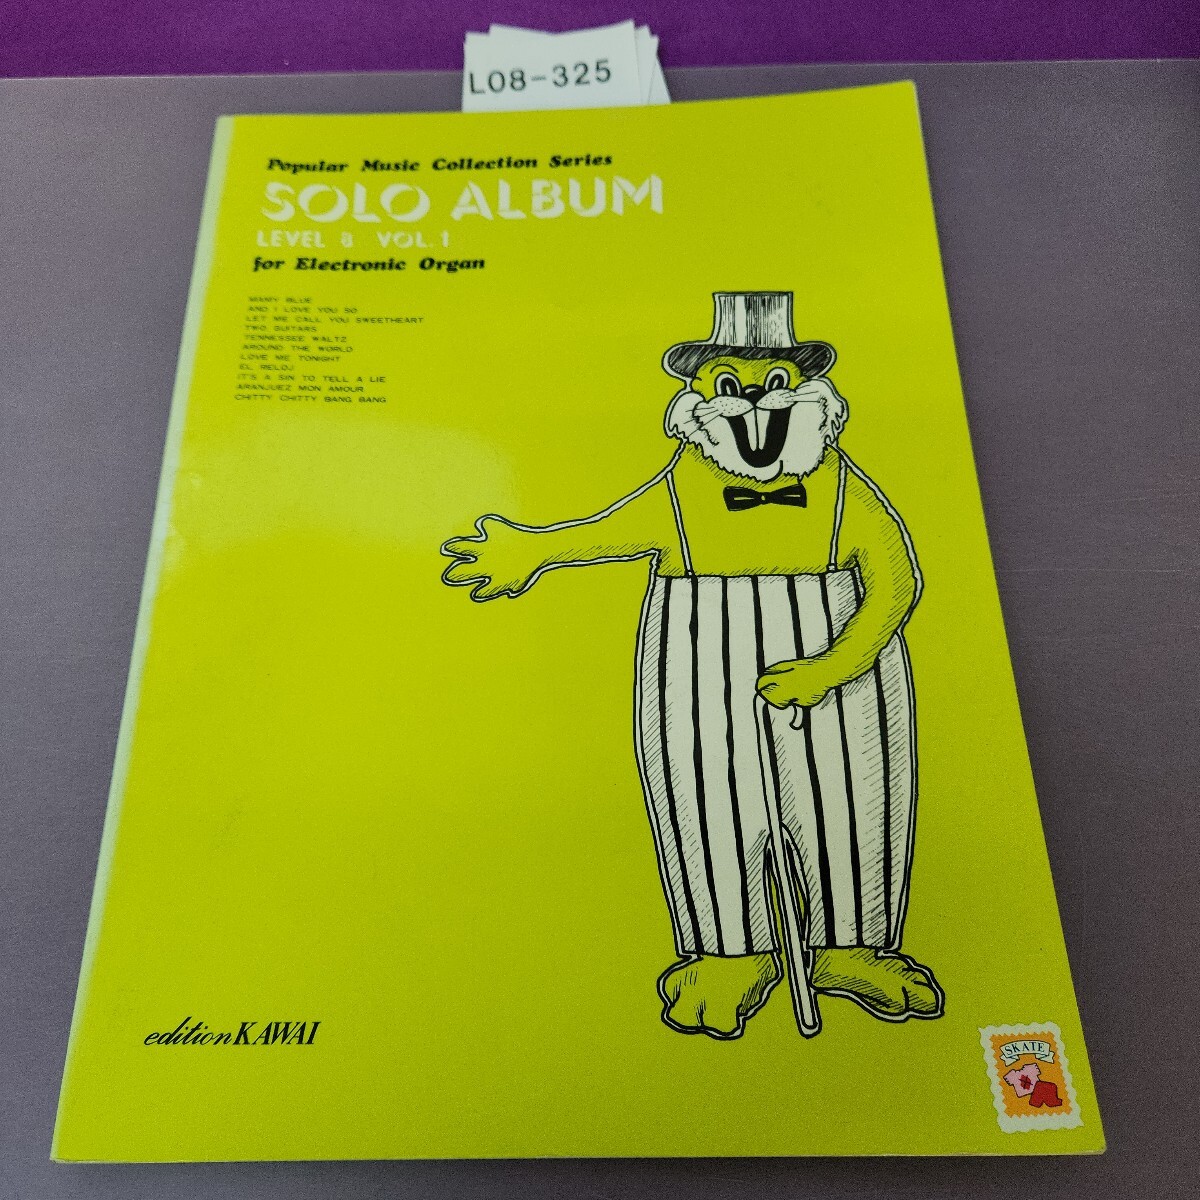 L08-325
Popular Music Collection Series
SOLO ALBUM
LEVEL 8 VOL.1
for Electronic Organ
MAMY BLUE
AND I LOVE YOU SO
LET ME CALL YOU SWEETHEART
TWO GUITARS
TENNESSEE WALTZ
AROUND THE WORLD
LOVE ME TONIGHT
EL RELOJ
IT'S A SIN TO TELL A LIE
ARANJUEZ MON AMOUR
CHITTY CHITTY BANG BANG
edition KAWAI
SKATE